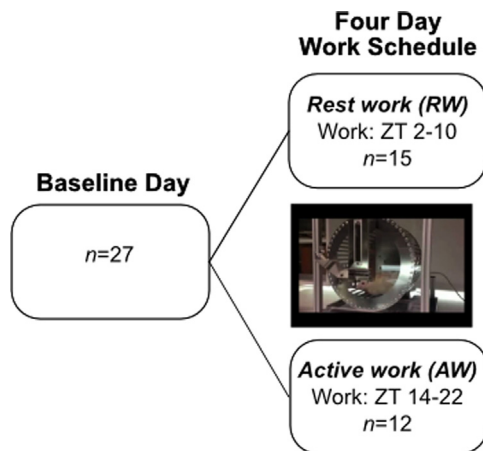 Four Day
Work Schedule
Rest work (RW)
Work: ZT 2-10
n=15
Baseline Day
n=27
Active work (AW)
Work: ZT 14-22
n=12